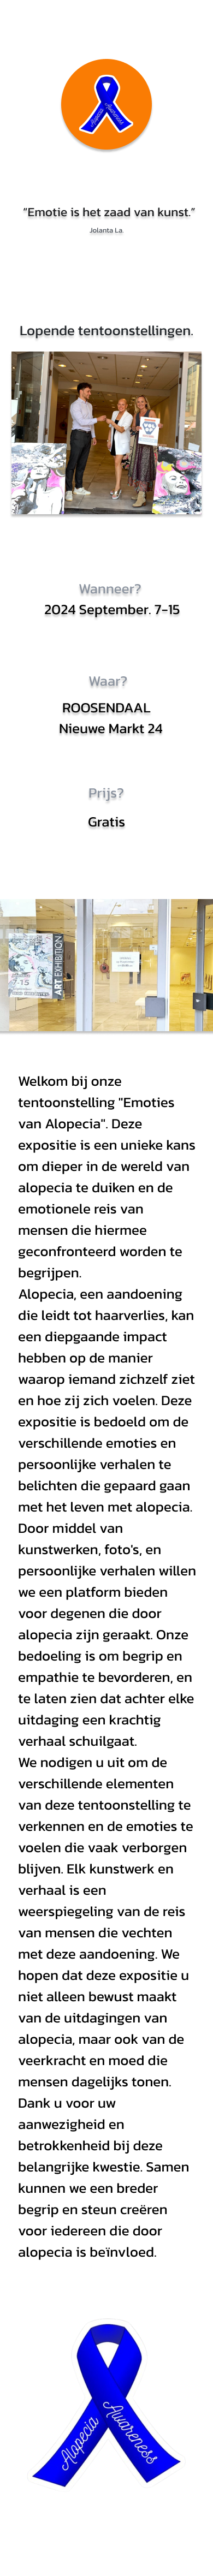 Alopecia Awareness
“Emotie is het zaad van kunst.”
Jolanta La.
Lopende tentoonstellingen.
Wanneer?
2024 September. 7-15
Waar?
ROOSENDAAL
Nieuwe Markt 24
Prijs?
Gratis
7-15
ART EXHIBITION
Welkom bij onze
tentoonstelling "Emoties
van Alopecia". Deze
expositie is een unieke kans
om dieper in de wereld van
alopecia te duiken en de
emotionele reis van
mensen die hiermee
geconfronteerd worden te
begrijpen.
Alopecia, een aandoening
die leidt tot haarverlies, kan
een diepgaande impact
hebben op de manier
waarop iemand zichzelf ziet
en hoe zij zich voelen. Deze
expositie is bedoeld om de
verschillende emoties en
persoonlijke verhalen te
belichten die gepaard gaan
met het leven met alopecia.
Door middel van
kunstwerken, foto's, en
persoonlijke verhalen willen
we een platform bieden
voor degenen die door
alopecia zijn geraakt. Onze
bedoeling is om begrip en
empathie te bevorderen, en
te laten zien dat achter elke
uitdaging een krachtig
verhaal schuilgaat.
We nodigen u uit om de
verschillende elementen
van deze tentoonstelling te
verkennen en de emoties te
voelen die vaak verborgen
blijven. Elk kunstwerk en
verhaal is een
weerspiegeling van de reis
van mensen die vechten
met deze aandoening. We
hopen dat deze expositie u
niet alleen bewust maakt
van de uitdagingen van
alopecia, maar ook van de
veerkracht en moed die
mensen dagelijks tonen.
Dank u voor uw
aanwezigheid en
betrokkenheid bij deze
belangrijke kwestie. Samen
kunnen we een breder
begrip en steun creëren
voor iedereen die door
alopecia is beïnvloed.
Alopecia Awareness